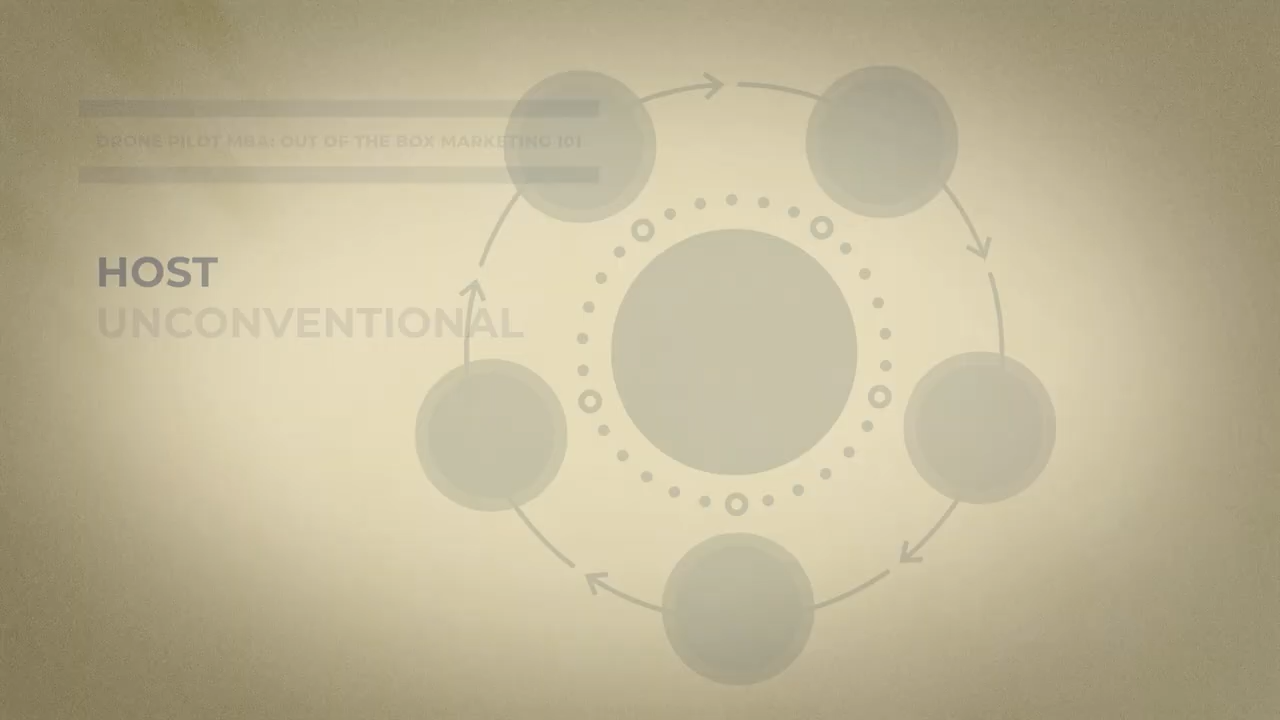 DRONE PILOT MBA: OUT OF THE BOX MARKETING 101
HOST
UNCONVENTIONAL